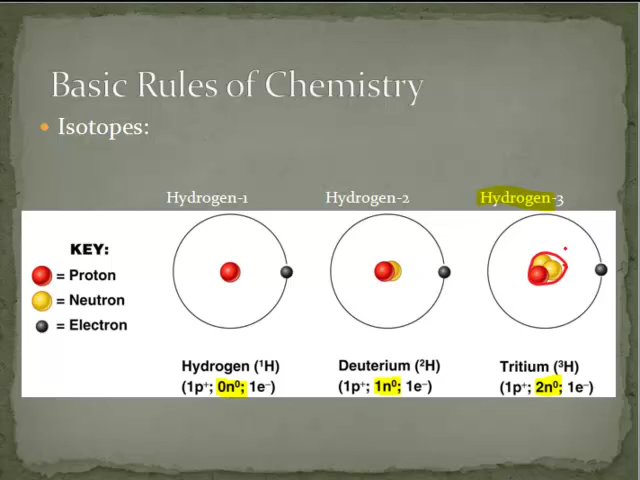 Basic Rules of Chemistry
Isotopes:
Hydrogen-1 Hydrogen-2 Hydrogen-3
KEY:
= Proton
= Neutron
= Electron
Hydrogen (¹H) Deuterium (²H) Tritium (³H)
(1p⁺; 0n⁰; 1e⁻) (1p⁺; 1n⁰; 1e⁻) (1p⁺; 2n⁰; 1e⁻)